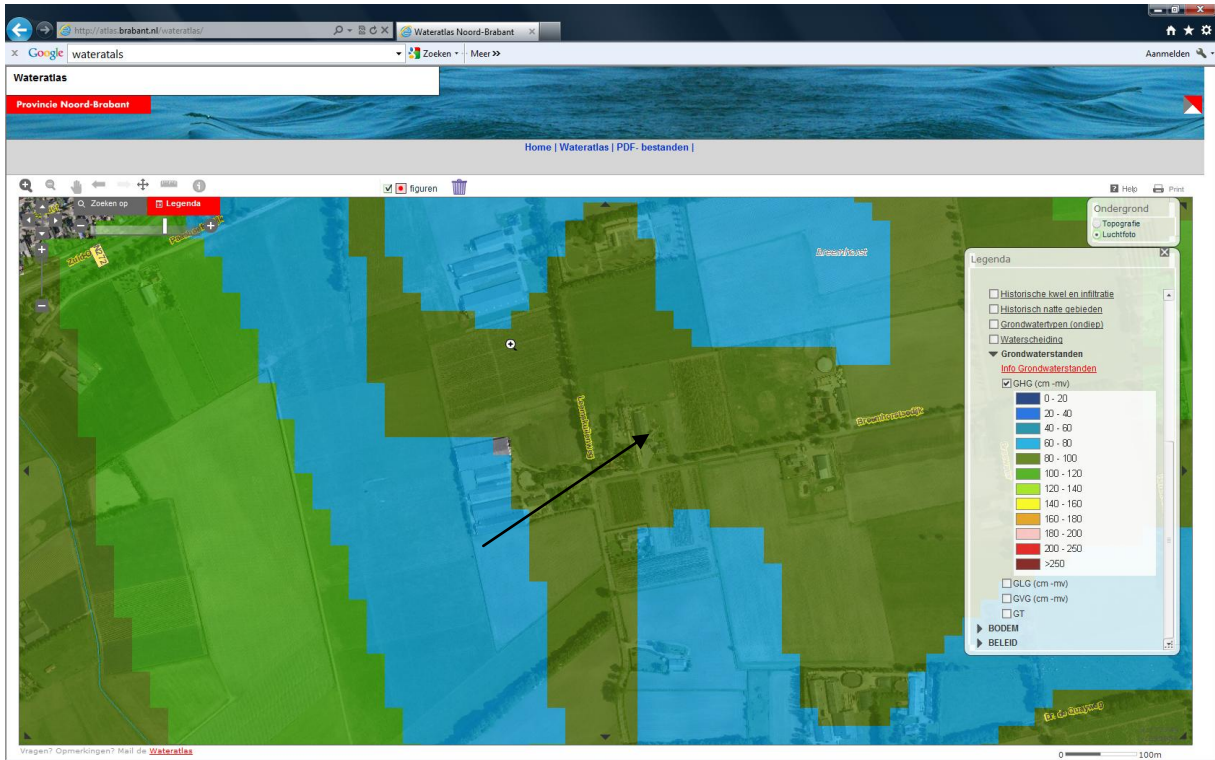 http://atlas.brabant.nl/wateratlas/
Wateratlas Noord-Brabant
Google wateratals Zoeken Meer >> Aanmelden
Wateratlas
Provincie Noord-Brabant
Home | Wateratlas | PDF- bestanden |
figuren Help Print
Zoeken op Legenda
Ondergrond
Topografie
Luchtfoto
Legenda
Historische kwel en infiltratie
Historisch natte gebieden
Grondwatertypen (ondiep)
Waterscheiding
Grondwaterstanden
Info Grondwaterstanden
GHG (cm -mv)
0 - 20
20 - 40
40 - 60
60 - 80
80 - 100
100 - 120
120 - 140
140 - 160
160 - 180
180 - 200
200 - 250
>250
GLG (cm -mv)
GVG (cm -mv)
GT
BODEM
BELEID
N272
Vragen? Opmerkingen? Mail de Wateratlas
0 100m